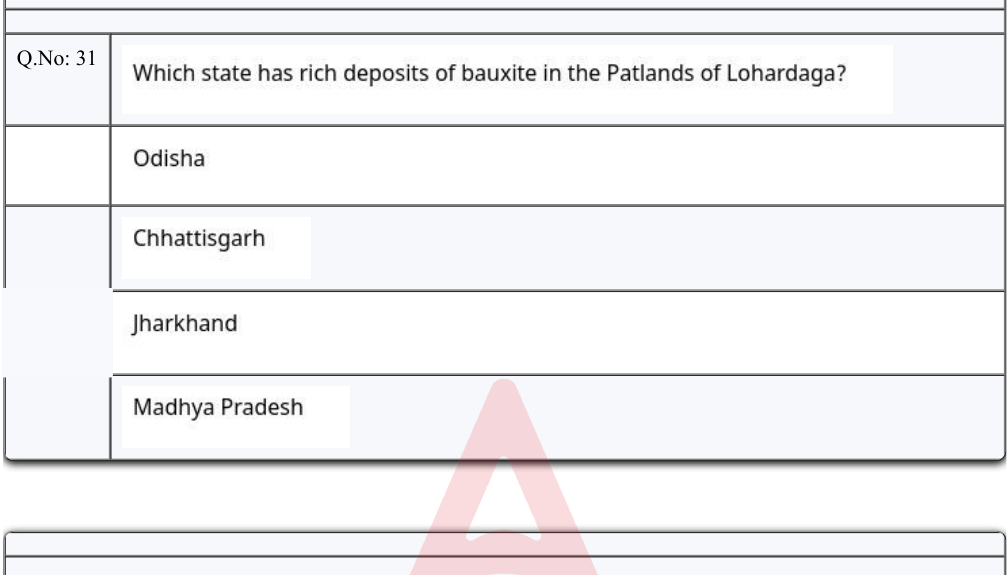 Q.No: 31
Which state has rich deposits of bauxite in the Patlands of Lohardaga?
Odisha
Chhattisgarh
Jharkhand
Madhya Pradesh